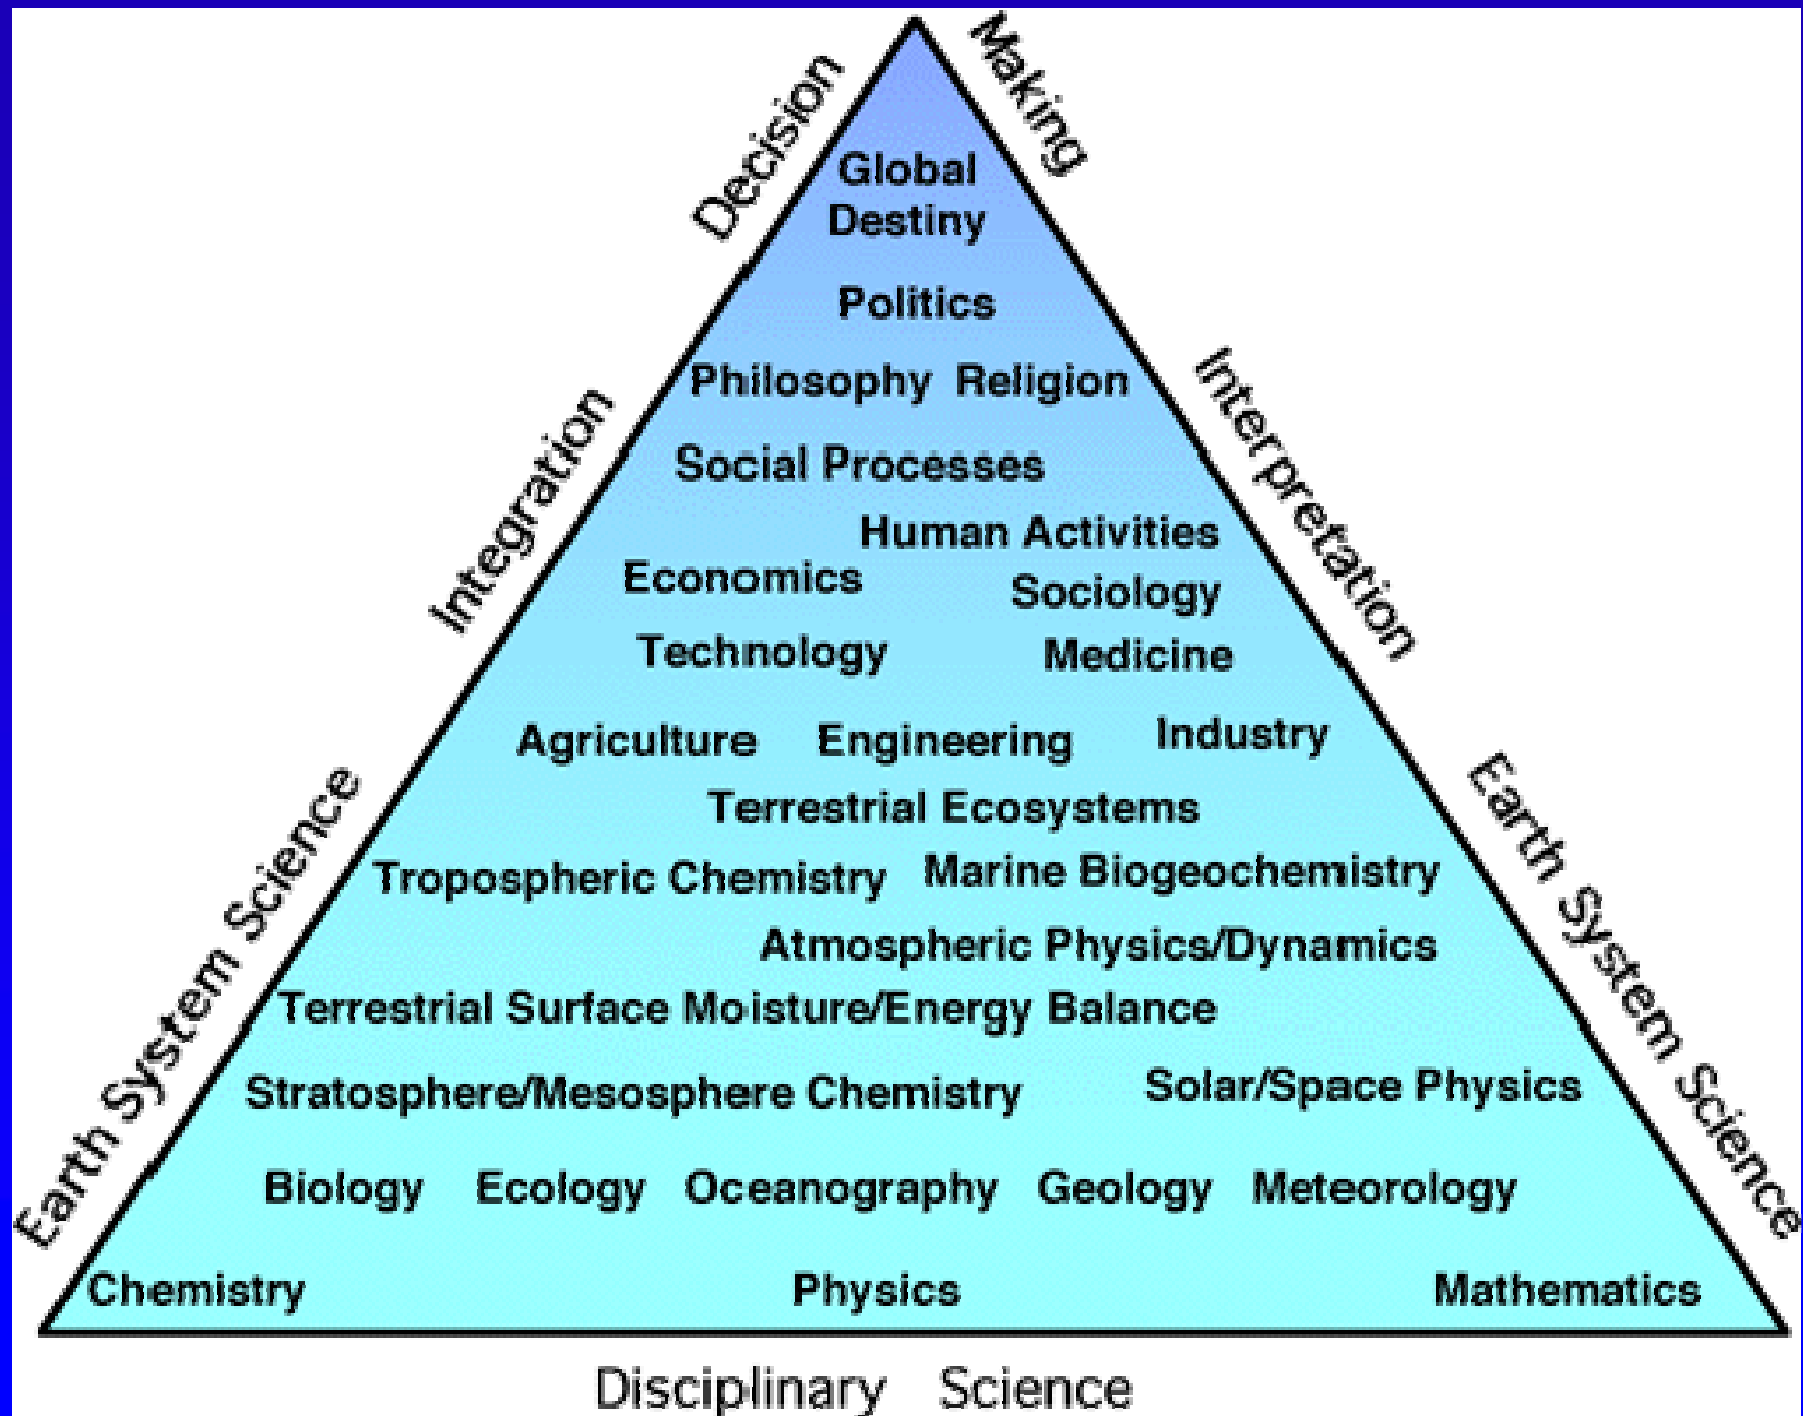 Decision Making
Global
Destiny
Politics
Philosophy Religion
Integration
Interpretation
Social Processes
Human Activities
Economics
Sociology
Technology
Medicine
Agriculture Engineering Industry
Terrestrial Ecosystems
Earth System Science
Earth System Science
Tropospheric Chemistry Marine Biogeochemistry
Atmospheric Physics/Dynamics
Terrestrial Surface Moisture/Energy Balance
Stratosphere/Mesosphere Chemistry Solar/Space Physics
Biology Ecology Oceanography Geology Meteorology
Chemistry Physics Mathematics
Disciplinary Science